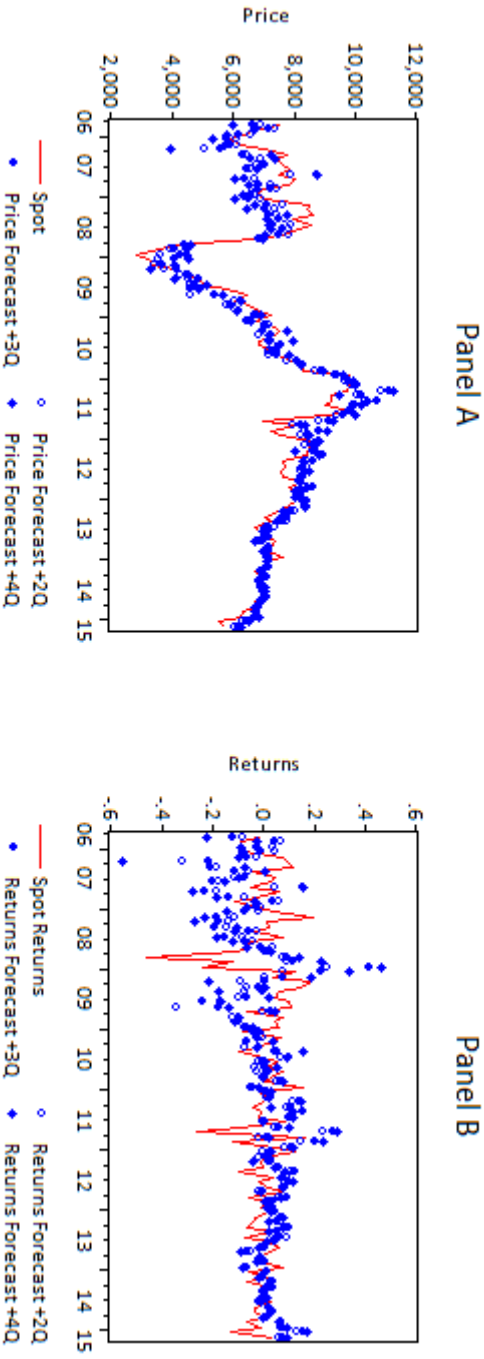 Panel A
Price
12,000
10,000
8,000
6,000
4,000
2,000
06 07 08 09 10 11 12 13 14 15
Spot
Price Forecast +2Q
Price Forecast +3Q
Price Forecast +4Q
Panel B
Returns
.6
.4
.2
.0
-.2
-.4
-.6
06 07 08 09 10 11 12 13 14 15
Spot Returns
Returns Forecast +2Q
Returns Forecast +3Q
Returns Forecast +4Q